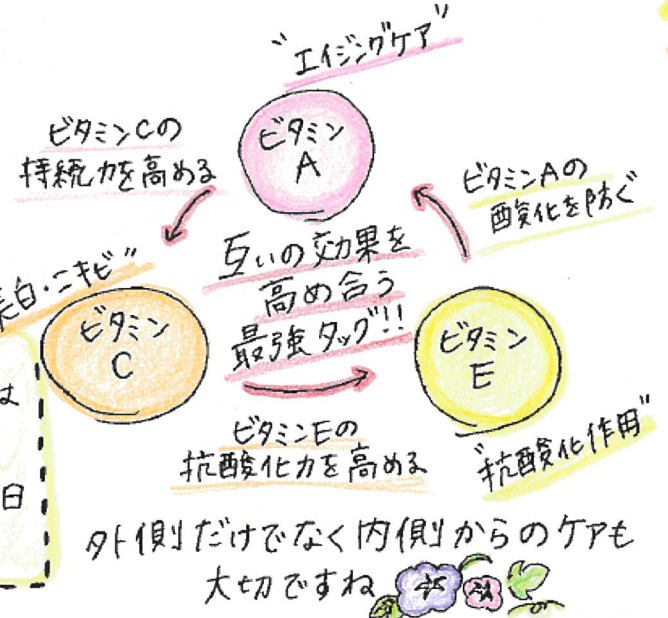 "エイジングケア"
ビタミンCの
持続力を高める
ビタミン
A
ビタミンAの
酸化を防ぐ
互いの効果を
高め合う
最強タッグ!!
美白・ニキビ"
ビタミン
C
ビタミン
E
ビタミンEの
抗酸化力を高める
"抗酸化作用"
は
日
外側だけでなく内側からのケアも
大切ですね